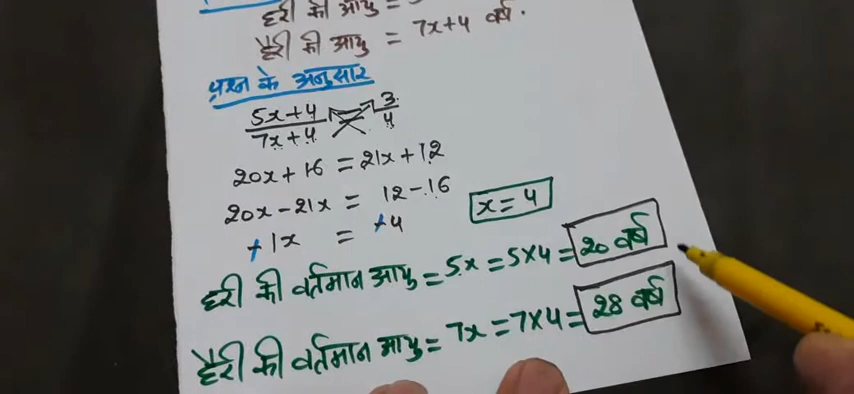 हरी की आयु =
हैरी की आयु = 7x+4 वर्ष.
प्रश्न के अनुसार
5x+4 / 7x+4 = 3 / 4
20x+16 = 21x+12
20x-21x = 12-16
+1x = +4
x=4
हरी की वर्तमान आयु = 5x = 5×4 = 20 वर्ष
हैरी की वर्तमान आयु = 7x = 7×4 = 28 वर्ष